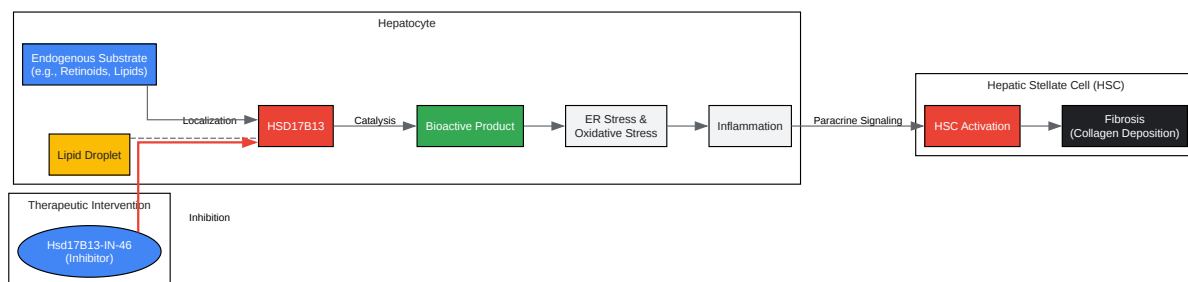 Hepatocyte
Endogenous Substrate
(e.g., Retinoids, Lipids)
Localization
Lipid Droplet
HSD17B13
Catalysis
Bioactive Product
ER Stress &
Oxidative Stress
Inflammation
Paracrine Signaling
Hepatic Stellate Cell (HSC)
HSC Activation
Fibrosis
(Collagen Deposition)
Therapeutic Intervention
Inhibition
Hsd17B13-IN-46
(Inhibitor)